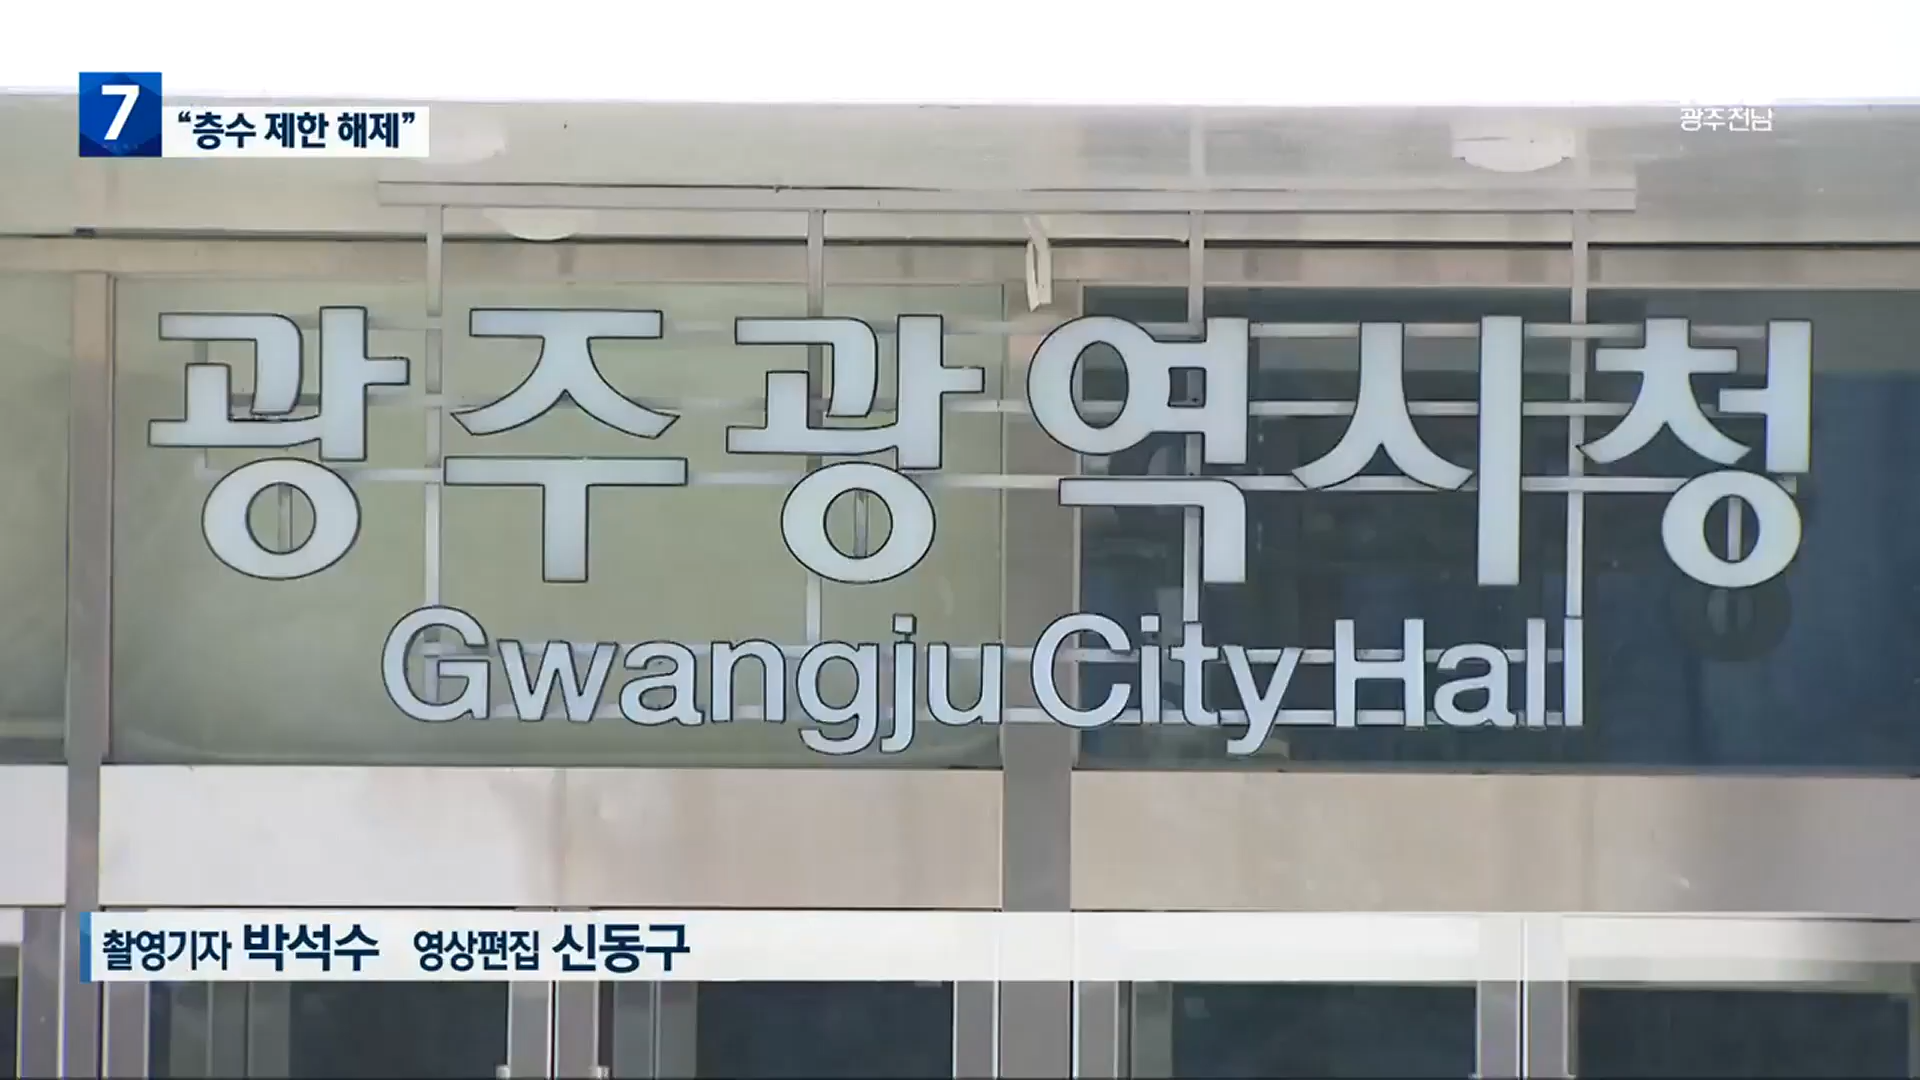 7
“층수 제한 해제”
광주전남
광주광역시청
Gwangju City Hall
촬영기자 박석수 영상편집 신동구